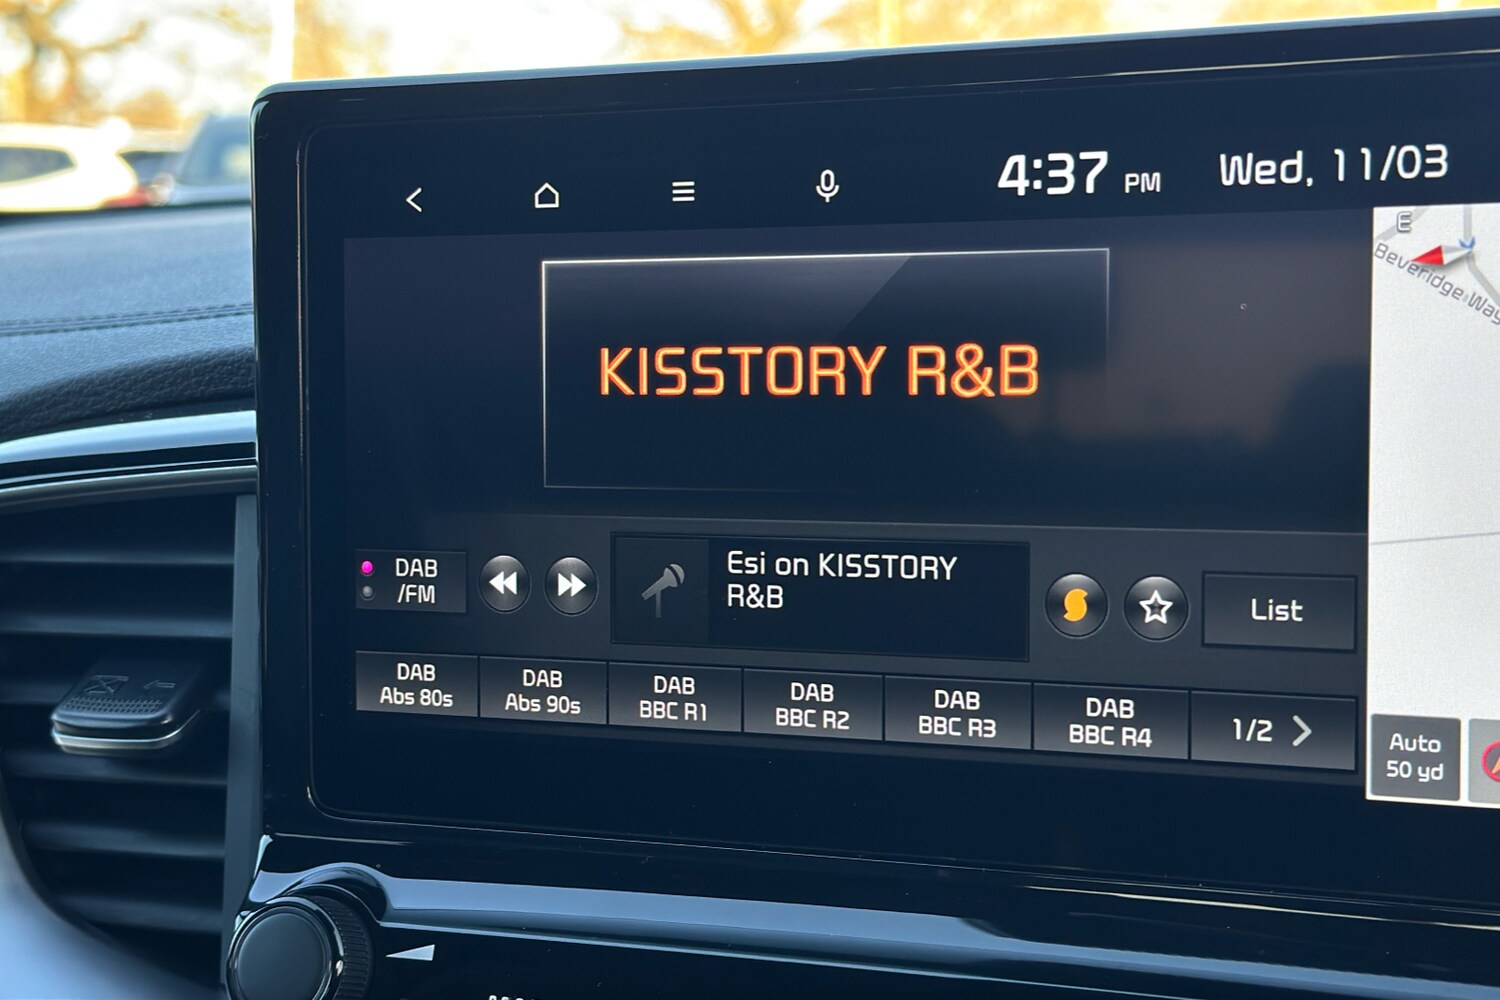 4:37 PM Wed, 11/03
E
Beveridge Way
KISSTORY R&B
DAB
/FM
Esi on KISSTORY
R&B
List
DAB
Abs 80s
DAB
Abs 90s
DAB
BBC R1
DAB
BBC R2
DAB
BBC R3
DAB
BBC R4
1/2
Auto
50 yd